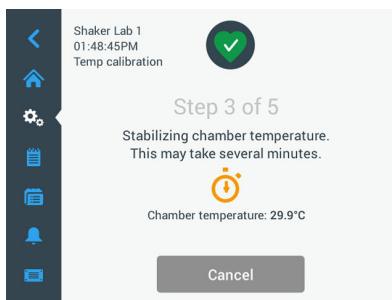 Shaker Lab 1
01:48:45PM
Temp calibration
Step 3 of 5
Stabilizing chamber temperature.
This may take several minutes.
Chamber temperature: 29.9°C
Cancel